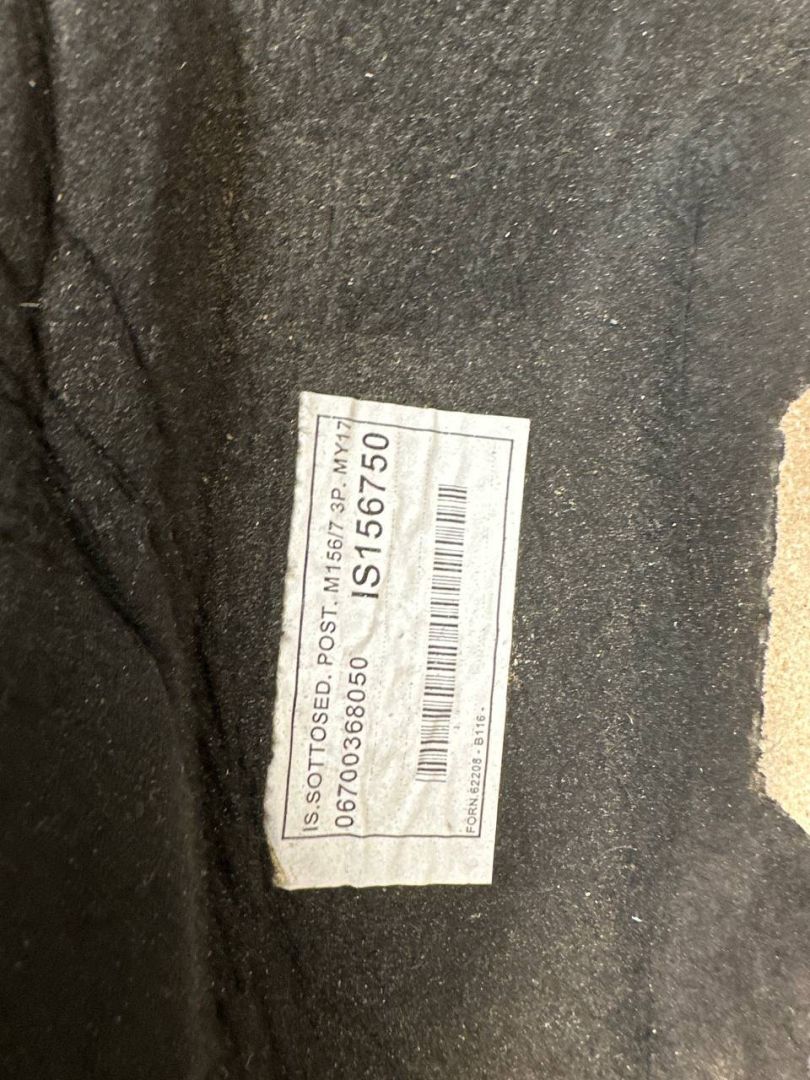 IS.SOTTOSED. POST. M156/7 3P. MY17
06700368050 IS156750
FORN.62208 - B116 -